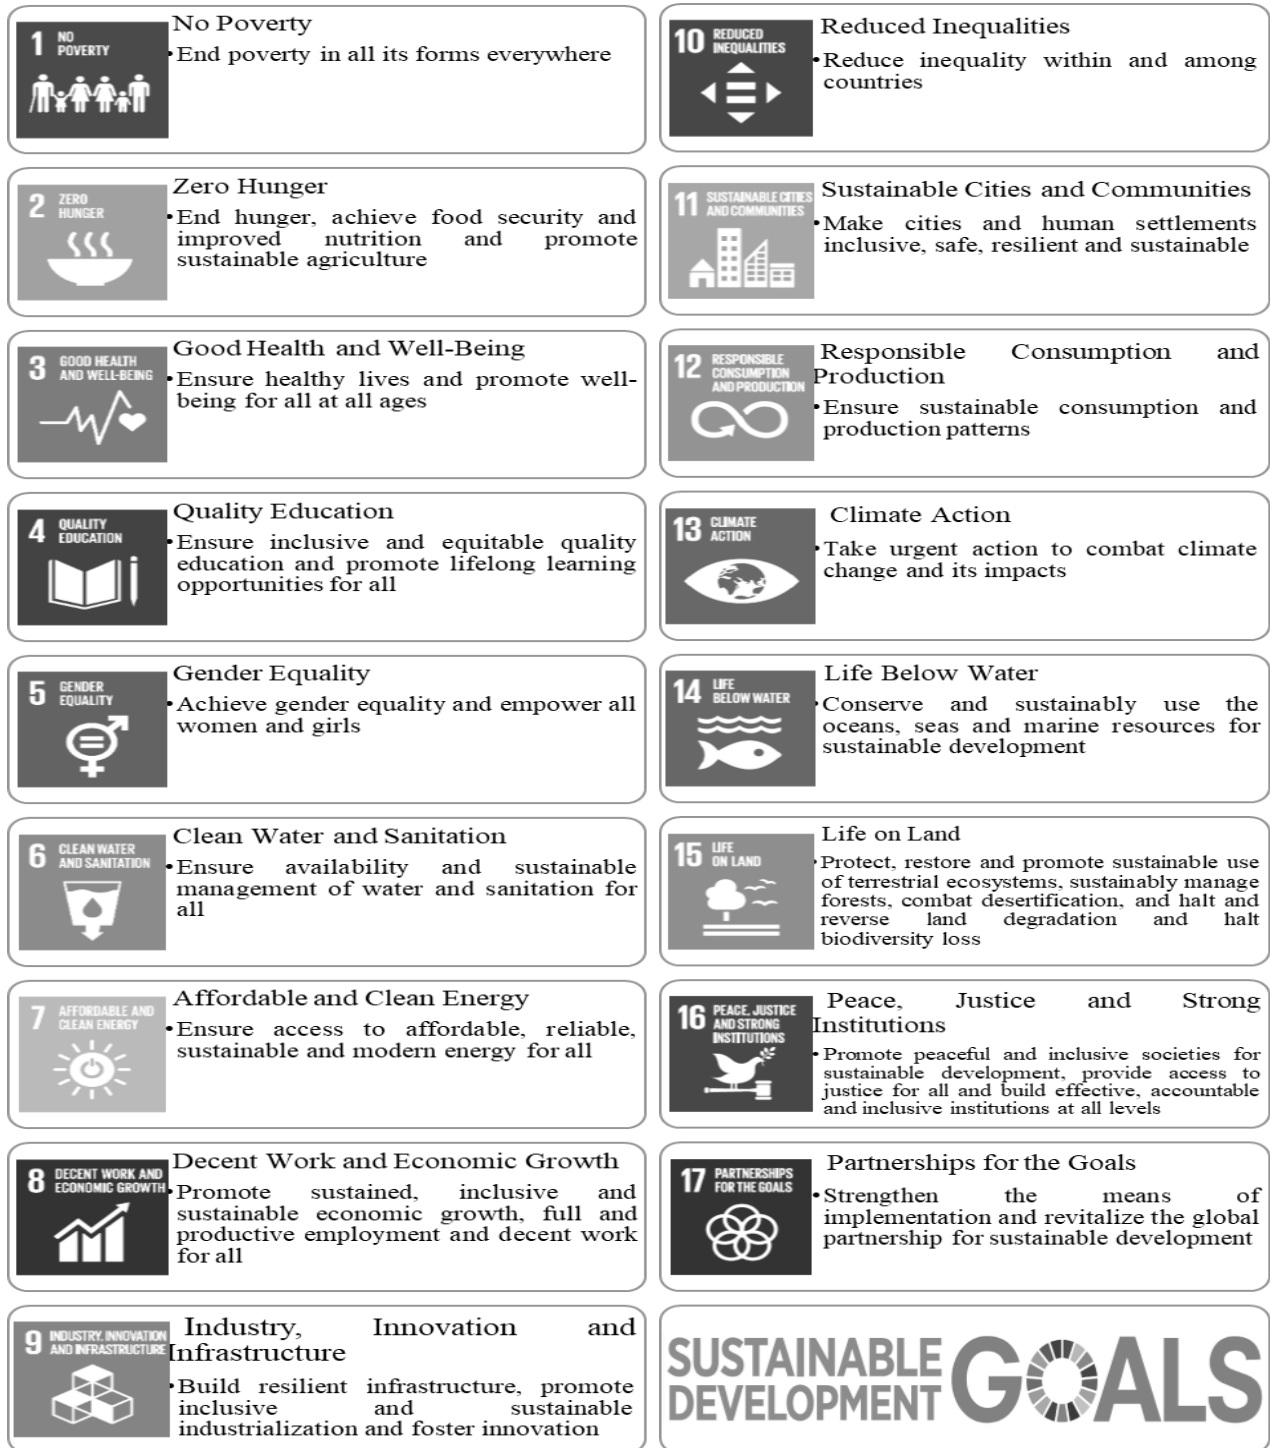 1 NO
POVERTY
No Poverty
•End poverty in all its forms everywhere
2 ZERO
HUNGER
Zero Hunger
•End hunger, achieve food security and
improved nutrition and promote
sustainable agriculture
3 GOOD HEALTH
AND WELL-BEING
Good Health and Well-Being
•Ensure healthy lives and promote well-
being for all at all ages
4 QUALITY
EDUCATION
Quality Education
•Ensure inclusive and equitable quality
education and promote lifelong learning
opportunities for all
5 GENDER
EQUALITY
Gender Equality
•Achieve gender equality and empower all
women and girls
6 CLEAN WATER
AND SANITATION
Clean Water and Sanitation
•Ensure availability and sustainable
management of water and sanitation for
all
7 AFFORDABLE AND
CLEAN ENERGY
Affordable and Clean Energy
•Ensure access to affordable, reliable,
sustainable and modern energy for all
8 DECENT WORK AND
ECONOMIC GROWTH
Decent Work and Economic Growth
•Promote sustained, inclusive and
sustainable economic growth, full and
productive employment and decent work
for all
9 INDUSTRY, INNOVATION
AND INFRASTRUCTURE
Industry, Innovation and
Infrastructure
•Build resilient infrastructure, promote
inclusive and sustainable
industrialization and foster innovation
10 REDUCED
INEQUALITIES
Reduced Inequalities
•Reduce inequality within and among
countries
11 SUSTAINABLE CITIES
AND COMMUNITIES
Sustainable Cities and Communities
•Make cities and human settlements
inclusive, safe, resilient and sustainable
12 RESPONSIBLE
CONSUMPTION
AND PRODUCTION
Responsible Consumption and
Production
•Ensure sustainable consumption and
production patterns
13 CLIMATE
ACTION
Climate Action
•Take urgent action to combat climate
change and its impacts
14 LIFE
BELOW WATER
Life Below Water
•Conserve and sustainably use the
oceans, seas and marine resources for
sustainable development
15 LIFE
ON LAND
Life on Land
•Protect, restore and promote sustainable use
of terrestrial ecosystems, sustainably manage
forests, combat desertification, and halt and
reverse land degradation and halt
biodiversity loss
16 PEACE, JUSTICE
AND STRONG
INSTITUTIONS
Peace, Justice and Strong
Institutions
•Promote peaceful and inclusive societies for
sustainable development, provide access to
justice for all and build effective, accountable
and inclusive institutions at all levels
17 PARTNERSHIPS
FOR THE GOALS
Partnerships for the Goals
•Strengthen the means of
implementation and revitalize the global
partnership for sustainable development
SUSTAINABLE
DEVELOPMENT
GOALS